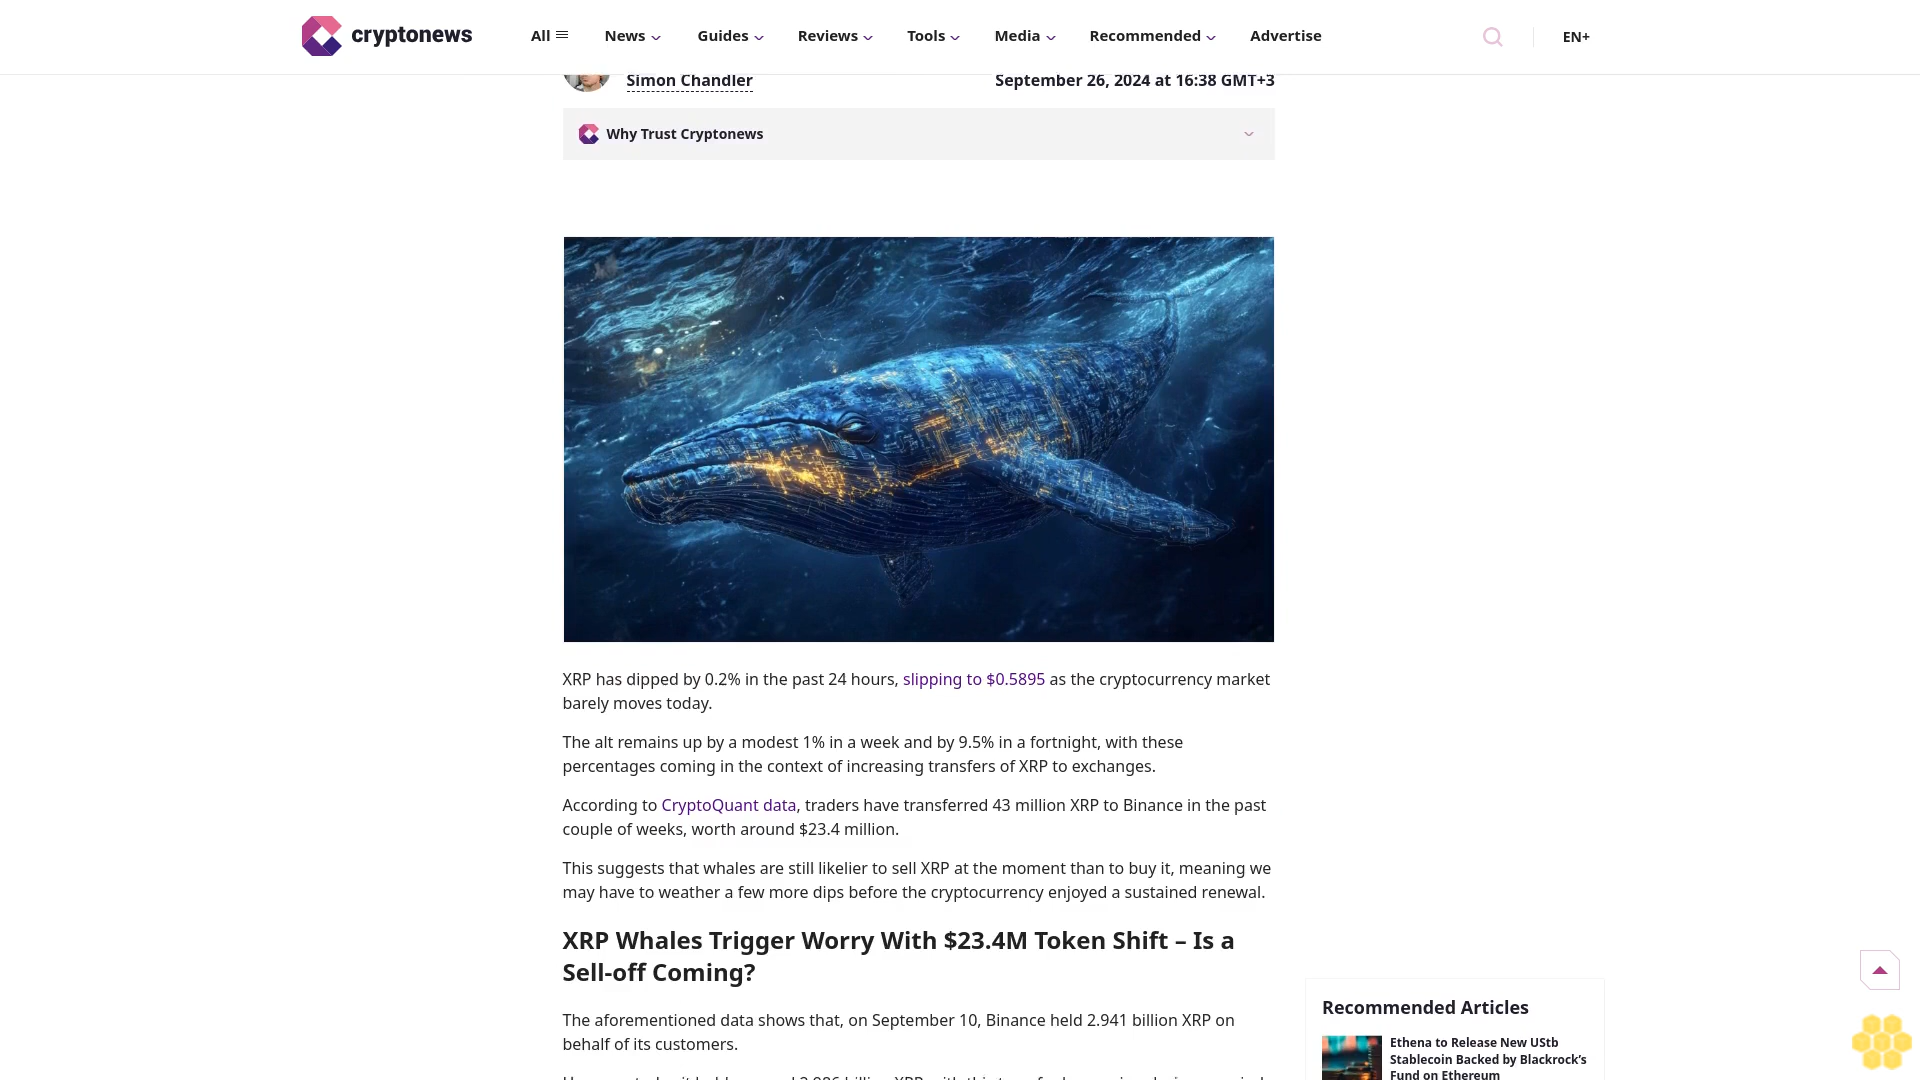 cryptonews
All
News
Guides
Reviews
Tools
Media
Recommended
Advertise
EN+
Simon Chandler
September 26, 2024 at 16:38 GMT+3
Why Trust Cryptonews
XRP has dipped by 0.2% in the past 24 hours, slipping to $0.5895 as the cryptocurrency market
barely moves today.
The alt remains up by a modest 1% in a week and by 9.5% in a fortnight, with these
percentages coming in the context of increasing transfers of XRP to exchanges.
According to CryptoQuant data, traders have transferred 43 million XRP to Binance in the past
couple of weeks, worth around $23.4 million.
This suggests that whales are still likelier to sell XRP at the moment than to buy it, meaning we
may have to weather a few more dips before the cryptocurrency enjoyed a sustained renewal.
XRP Whales Trigger Worry With $23.4M Token Shift – Is a
Sell-off Coming?
The aforementioned data shows that, on September 10, Binance held 2.941 billion XRP on
behalf of its customers.
Recommended Articles
Ethena to Release New UStb
Stablecoin Backed by Blackrock’s
Fund on Ethereum